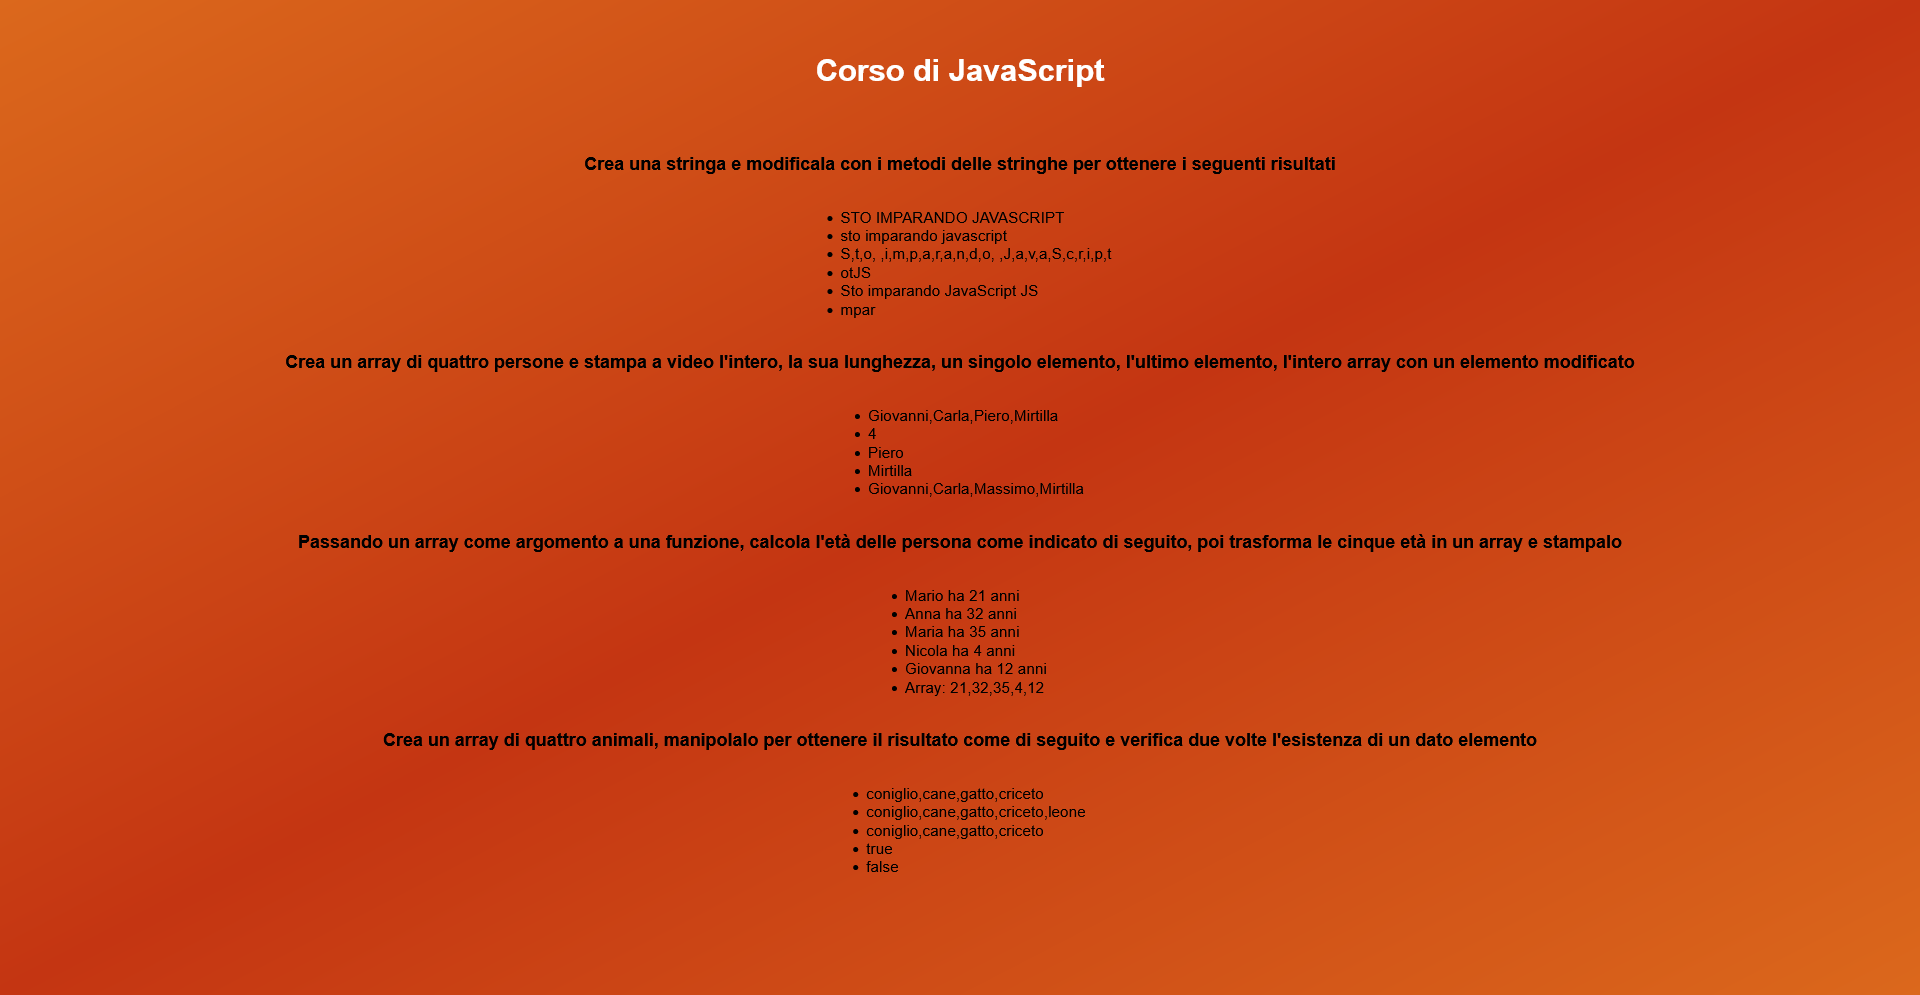 Corso di JavaScript
Crea una stringa e modificala con i metodi delle stringhe per ottenere i seguenti risultati
STO IMPARANDO JAVASCRIPT
sto imparando javascript
S,t,o, ,i,m,p,a,r,a,n,d,o, ,J,a,v,a,S,c,r,i,p,t
otJS
Sto imparando JavaScript JS
mpar
Crea un array di quattro persone e stampa a video l'intero, la sua lunghezza, un singolo elemento, l'ultimo elemento, l'intero array con un elemento modificato
Giovanni,Carla,Piero,Mirtilla
4
Piero
Mirtilla
Giovanni,Carla,Massimo,Mirtilla
Passando un array come argomento a una funzione, calcola l'età delle persona come indicato di seguito, poi trasforma le cinque età in un array e stampalo
Mario ha 21 anni
Anna ha 32 anni
Maria ha 35 anni
Nicola ha 4 anni
Giovanna ha 12 anni
Array: 21,32,35,4,12
Crea un array di quattro animali, manipolalo per ottenere il risultato come di seguito e verifica due volte l'esistenza di un dato elemento
coniglio,cane,gatto,criceto
coniglio,cane,gatto,criceto,leone
coniglio,cane,gatto,criceto
true
false